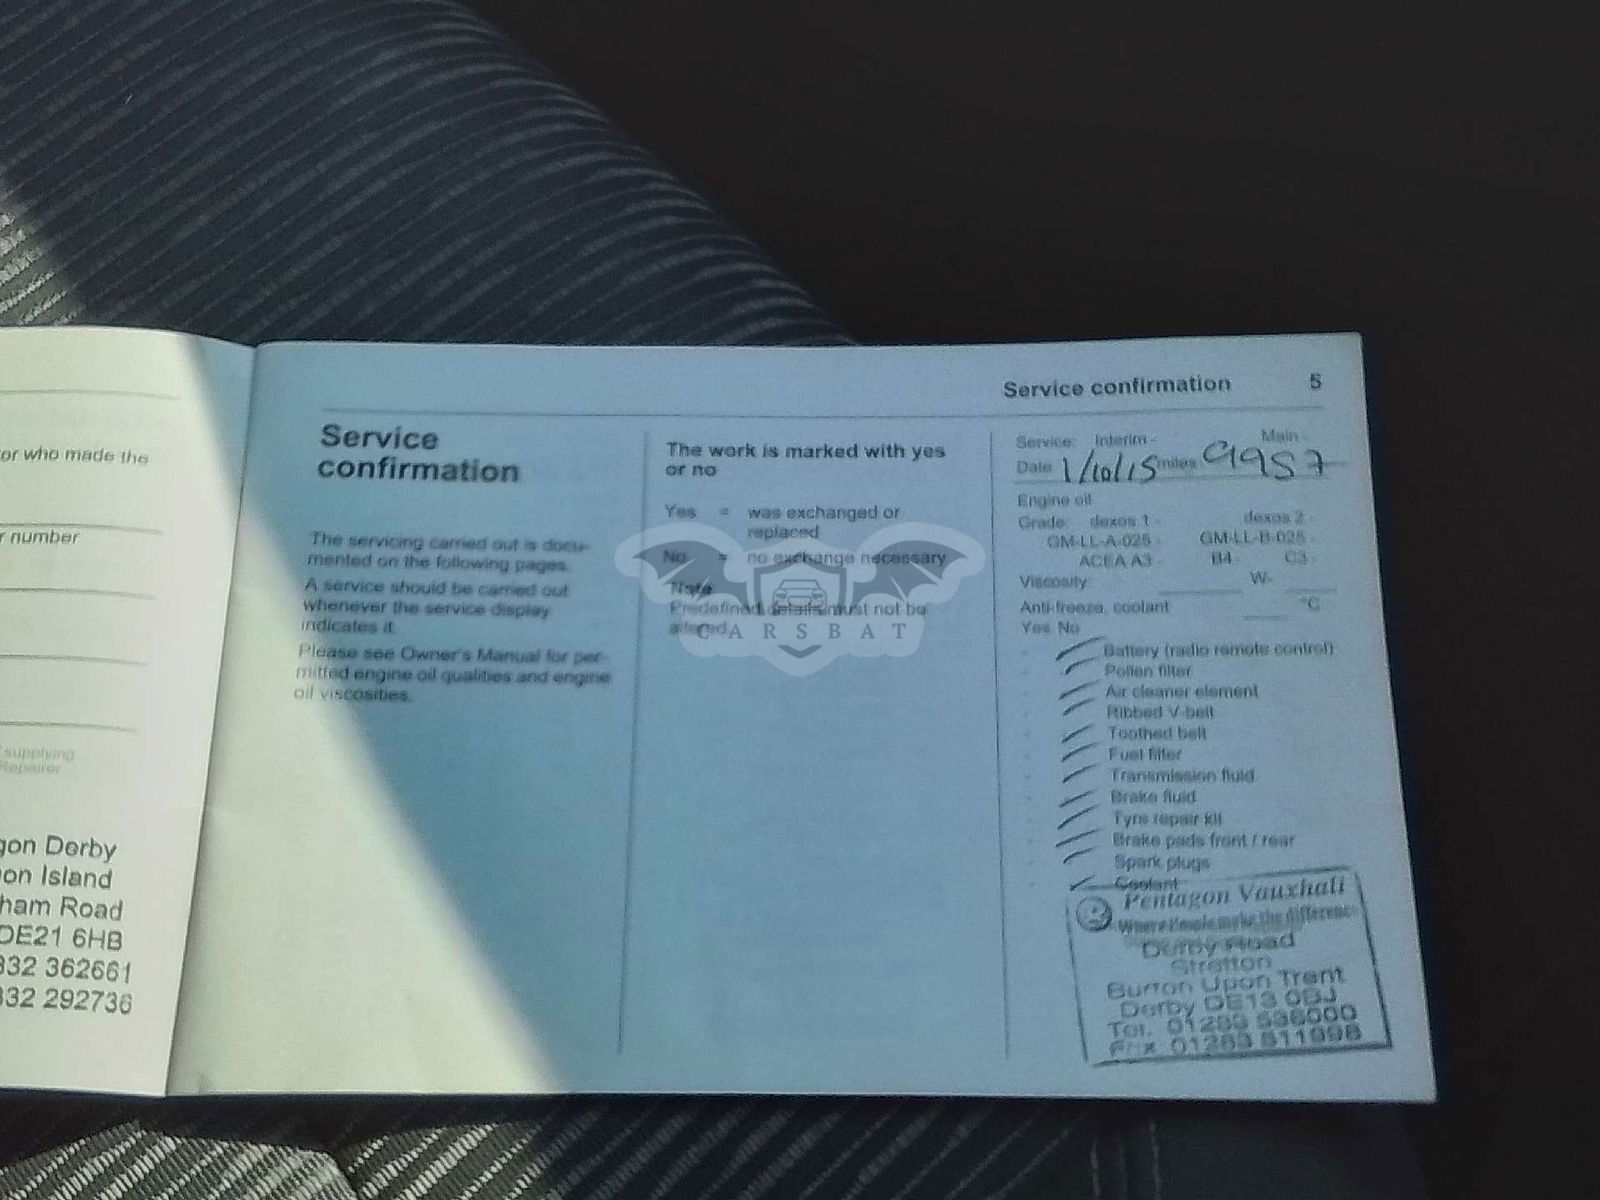 or who made the
r number
supplying
Repairer
gon Derby
on Island
ham Road
DE21 6HB
332 362661
332 292736
Service confirmation 5
Service
confirmation
The servicing carried out is docu-
mented on the following pages.
A service should be carried out
whenever the service display
indicates it.
Please see Owner's Manual for per-
mitted engine oil qualities and engine
oil viscosities.
The work is marked with yes
or no
Yes = was exchanged or
replaced
No = no exchange necessary
Note
Predefined details must not be
altered.
CARSBAT
Service: Interim - Main -
Date 1/10/15 miles 9957
Engine oil
Grade: dexos 1 - dexos 2 -
GM-LL-A-025 - GM-LL-B-025 -
ACEA A3 - B4 - C3 -
Viscosity: W-
Anti-freeze, coolant °C
Yes No
Battery (radio remote control)
Pollen filter
Air cleaner element
Ribbed V-belt
Toothed belt
Fuel filter
Transmission fluid
Brake fluid
Tyre repair kit
Brake pads front / rear
Spark plugs
Coolant
Pentagon Vauxhall
Where People make the difference
Derby Road
Stretton
Burton Upon Trent
Derby DE13 0BJ
Tel. 01283 536000
Fax 01283 511998